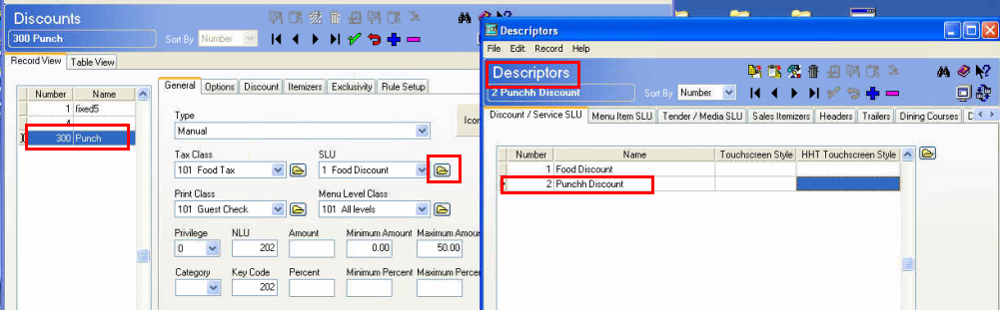 Discounts
300 Punch
Sort By Number
Record View Table View
Number Name
1 fixed5
4
300 Punch
General Options Discount Itemizers Exclusivity Rule Setup
Type
Manual
Icon
Tax Class SLU
101 Food Tax 1 Food Discount
Print Class Menu Level Class
101 Guest Check 101 All levels
Privilege NLU Amount Minimum Amount Maximum Amoun
0 202 0.00 50.00
Category Key Code Percent Minimum Percent Maximum Percen
202
Descriptors
File Edit Record Help
Descriptors
2 Punchh Discount
Sort By Number
Discount / Service SLU Menu Item SLU Tender / Media SLU Sales Itemizers Headers Trailers Dining Courses D
Number Name Touchscreen Style HHT Touchscreen Style
1 Food Discount
2 Punchh Discount